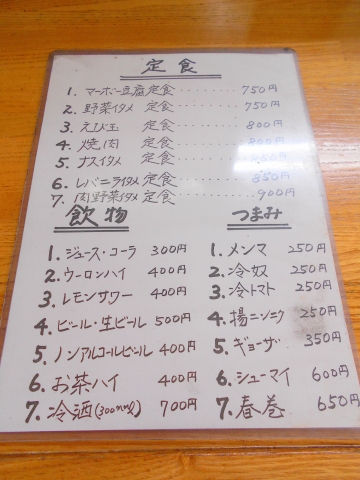 定食
1. マーボー豆腐定食 ‥‥‥‥ 750円
2. 野菜イタメ 定食 ‥‥‥‥ 750円
3. えび玉 定食 ‥‥‥‥ 800円
4. 焼肉 定食 ‥‥‥‥ 800円
5. ナスイタメ 定食 ‥‥‥‥ 850円
6. レバニライタメ 定食 ‥‥‥‥ 850円
7. 肉野菜イタメ 定食 ‥‥‥‥ 900円
飲物
1. ジュース・コーラ 300円
2. ウーロンハイ 400円
3. レモンサワー 400円
4. ビール・生ビール 500円
5. ノンアルコールビール 400円
6. お茶ハイ 400円
7. 冷酒(300ml) 700円
つまみ
1. メンマ 250円
2. 冷奴 250円
3. 冷トマト 250円
4. 揚ニンニク 250円
5. ギョーザ 350円
6. シューマイ 600円
7. 春巻 650円